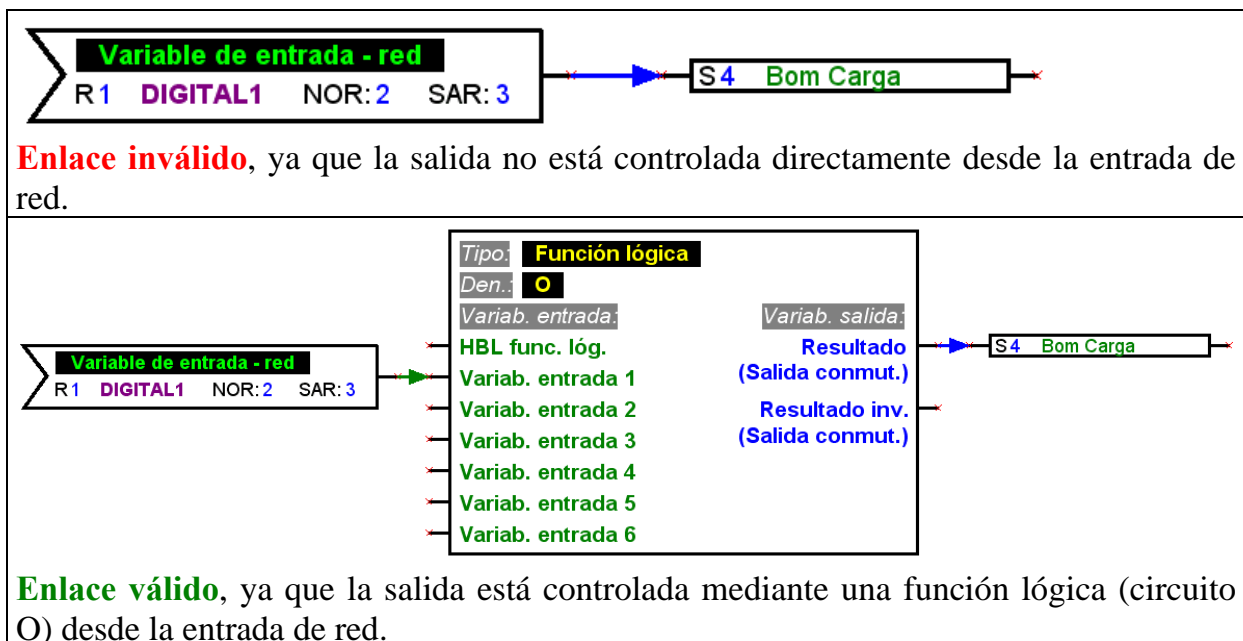 Variable de entrada - red
R1 DIGITAL1 NOR: 2 SAR: 3
S4 Bom Carga
Enlace inválido, ya que la salida no está controlada directamente desde la entrada de
red.
Tipo: Función lógica
Den.: O
Variab. entrada: Variab. salida:
HBL func. lóg. Resultado
(Salida conmut.)
Variab. entrada 1
Variab. entrada 2 Resultado inv.
(Salida conmut.)
Variab. entrada 3
Variab. entrada 4
Variab. entrada 5
Variab. entrada 6
Variable de entrada - red
R1 DIGITAL1 NOR: 2 SAR: 3
S4 Bom Carga
Enlace válido, ya que la salida está controlada mediante una función lógica (circuito
O) desde la entrada de red.